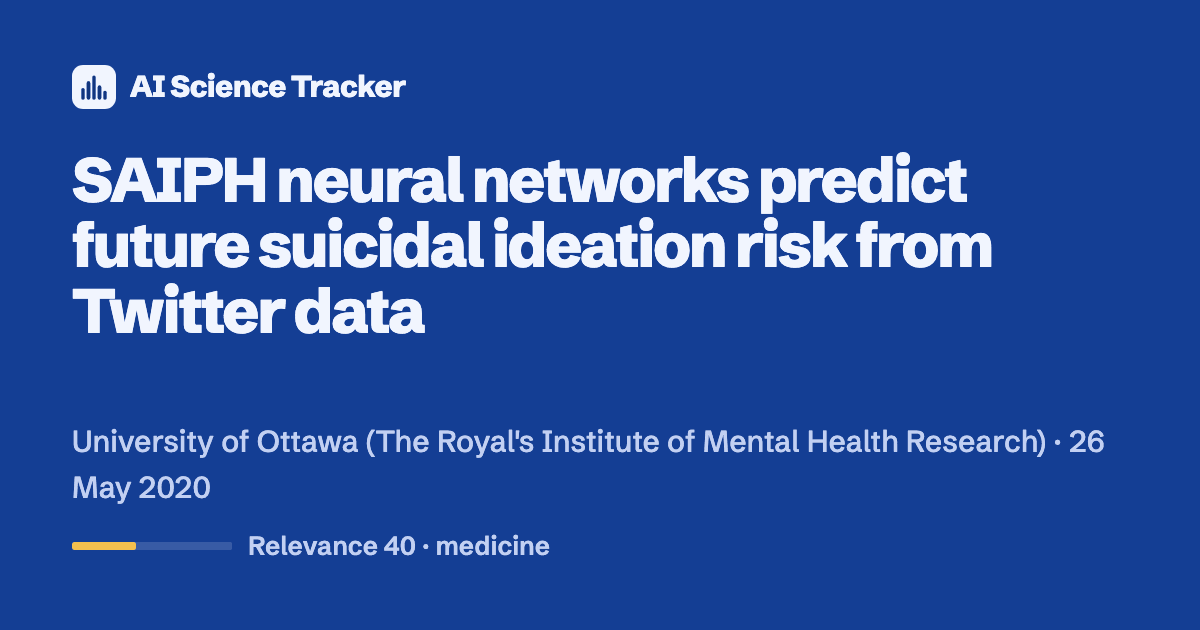 AI Science Tracker
SAIPH neural networks predict
future suicidal ideation risk from
Twitter data
University of Ottawa (The Royal's Institute of Mental Health Research) · 26
May 2020
Relevance 40 · medicine